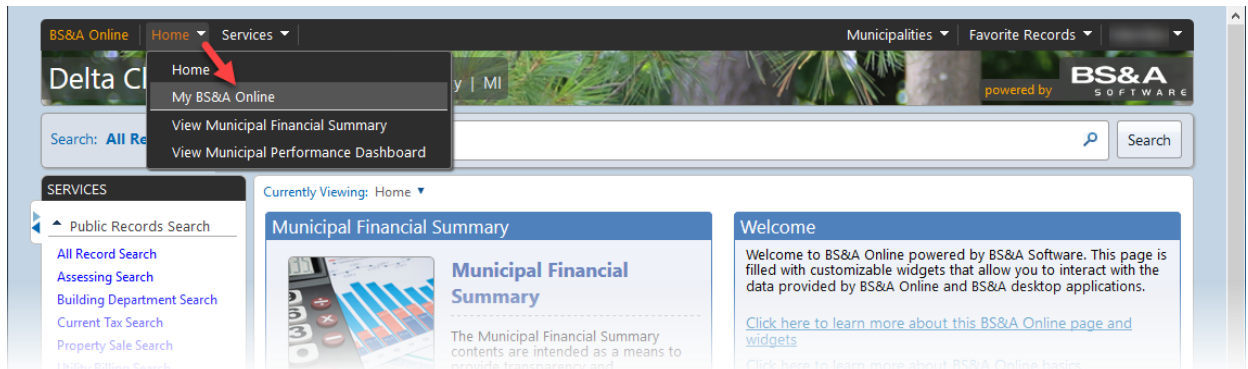 BS&A Online Home Services Municipalities Favorite Records
Delta Cl y | MI powered by BS&A
SOFTWARE
Home
My BS&A Online
View Municipal Financial Summary
View Municipal Performance Dashboard
Search: All Re Search
SERVICES
Public Records Search
All Record Search
Assessing Search
Building Department Search
Current Tax Search
Property Sale Search
Utility Billing Search
Currently Viewing: Home
Municipal Financial Summary
Municipal Financial
Summary
The Municipal Financial Summary
contents are intended as a means to
provide transparency and
Welcome
Welcome to BS&A Online powered by BS&A Software. This page is
filled with customizable widgets that allow you to interact with the
data provided by BS&A Online and BS&A desktop applications.
Click here to learn more about this BS&A Online page and
widgets
Click here to learn more about BS&A Online basics